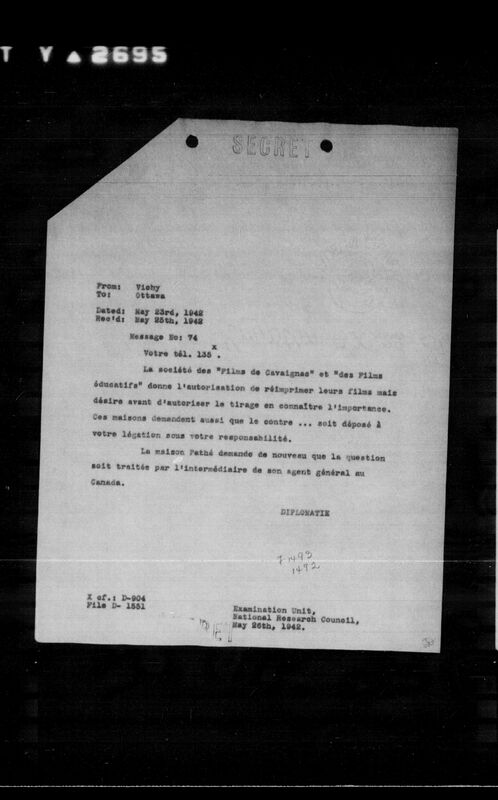 T Y ▲ 2695
SECRET
From: Vichy
To: Ottawa
Dated: May 23rd, 1942
Rec'd: May 25th, 1942
Message No: 74
x
Votre tél. 135 .
La société des "Films de Cavaignac" et "des Films
éducatifs" donne l'autorisation de réimprimer leurs films mais
désire avant d'autoriser le tirage en connaître l'importance.
Ces maisons demandent aussi que le contre ... soit déposé à
votre légation sous votre responsabilité.
La maison Pathé demande de nouveau que la question
soit traitée par l'intermédiaire de son agent général au
Canada.
DIPLOMATIE
F 1493
1492
X cf.: D-904
File D- 1551
Examination Unit,
National Research Council,
May 26th, 1942.